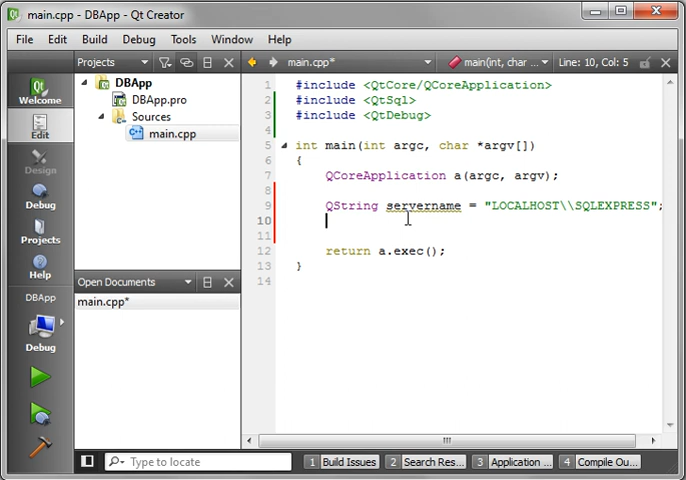 main.cpp - DBApp - Qt Creator
File Edit Build Debug Tools Window Help
Projects
main.cpp*
main(int, char ...
Line: 10, Col: 5
Welcome
Edit
Design
Debug
Projects
Help
DBApp
Debug
DBApp
DBApp.pro
Sources
main.cpp
Open Documents
main.cpp*
1 #include <QtCore/QCoreApplication>
2 #include <QtSql>
3 #include <QtDebug>
4
5 int main(int argc, char *argv[])
6 {
7 QCoreApplication a(argc, argv);
8
9 QString servername = "LOCALHOST\\SQLEXPRESS";
10
11
12 return a.exec();
13 }
14
Type to locate
1 Build Issues
2 Search Res...
3 Application ...
4 Compile Ou...